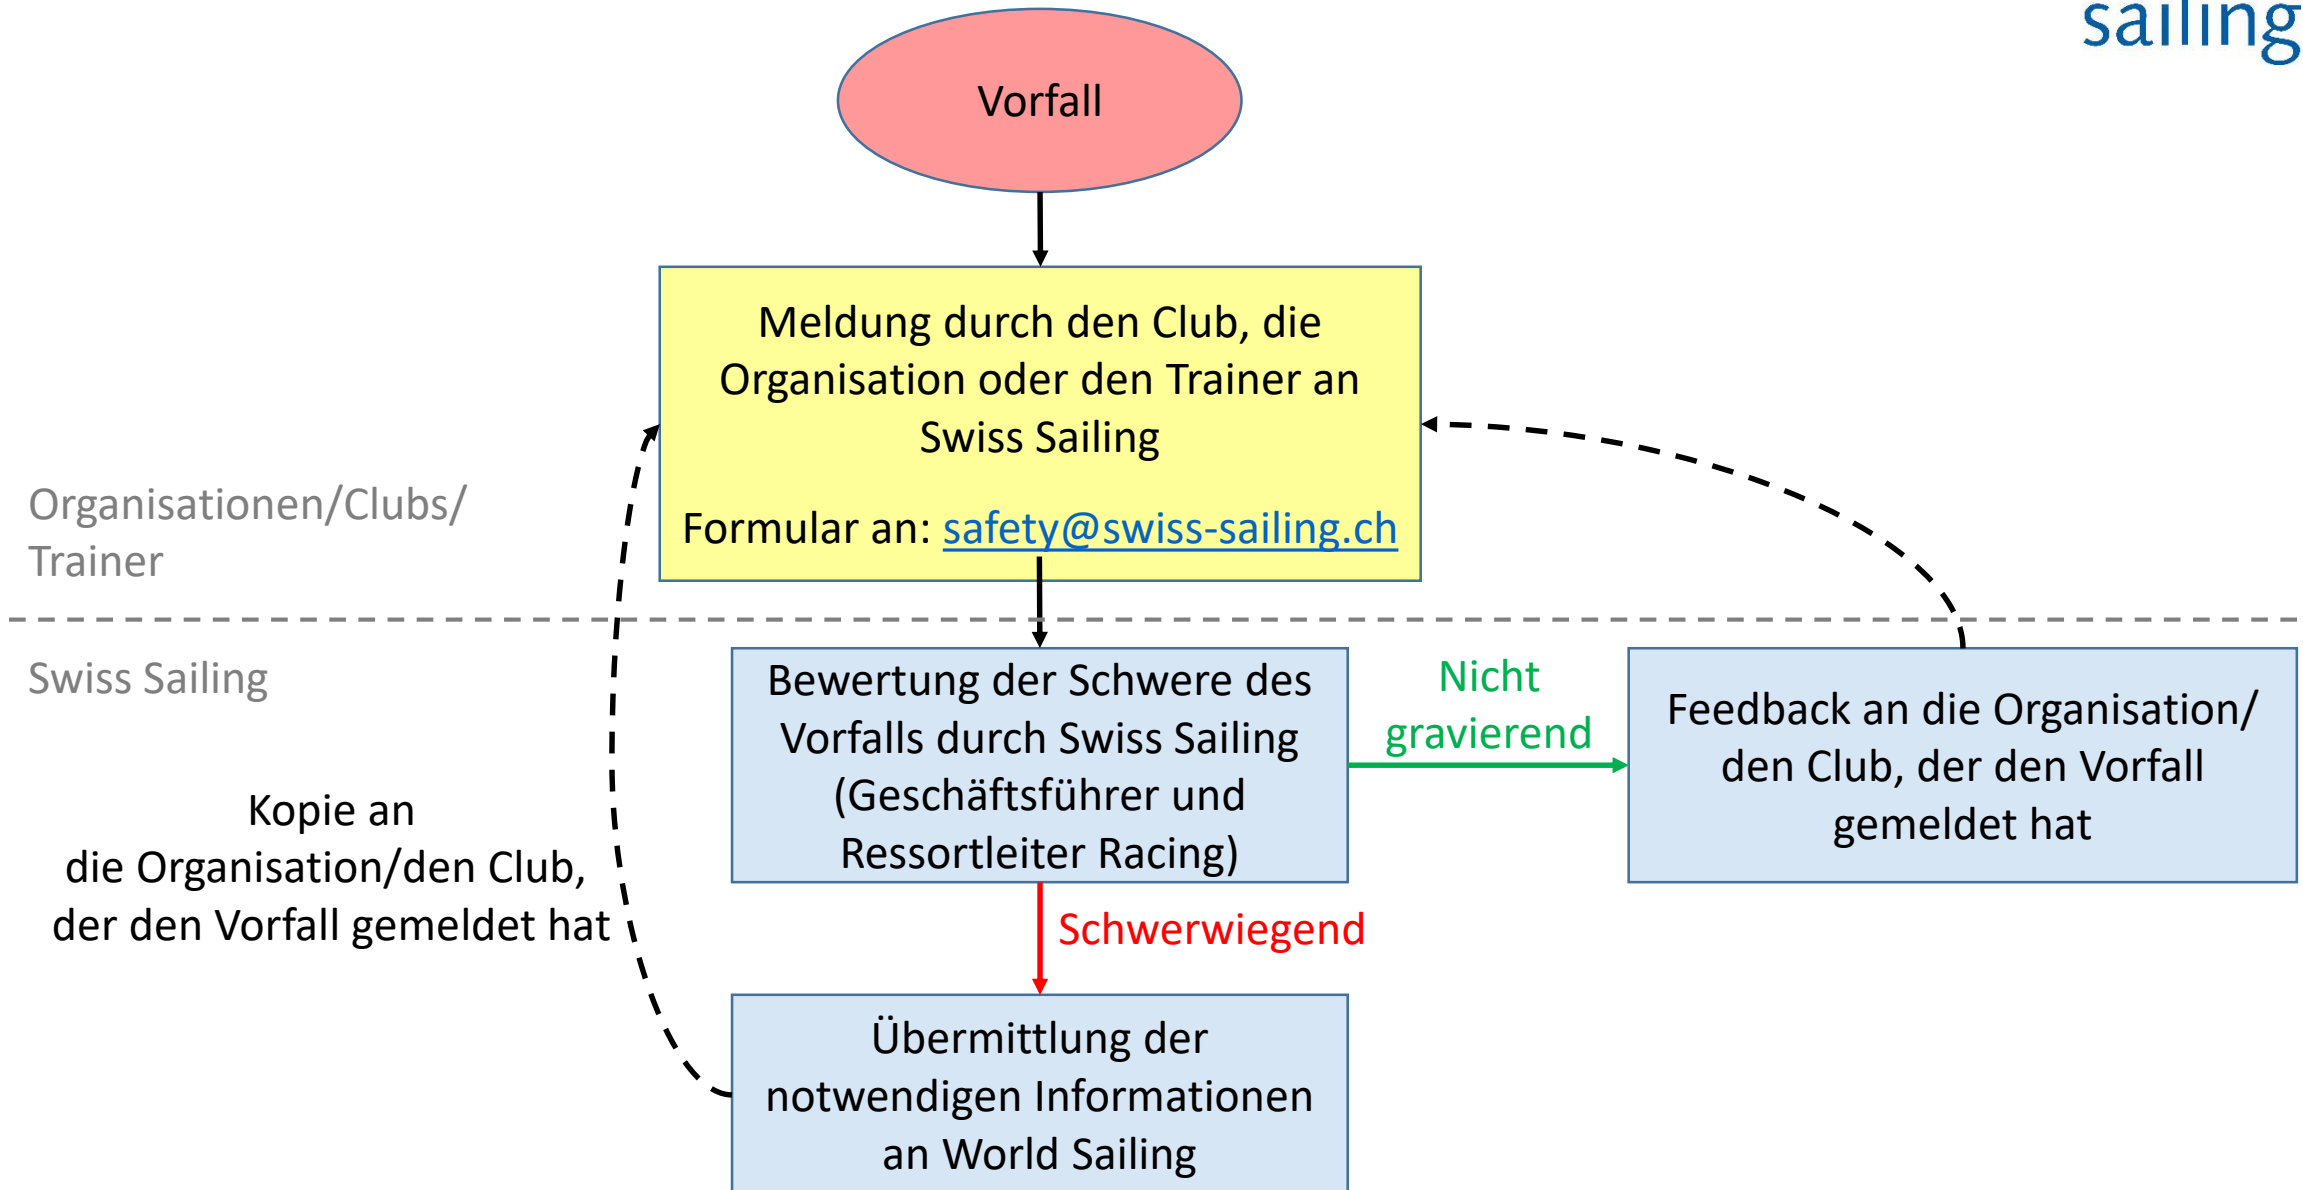 sailing
Vorfall
Meldung durch den Club, die
Organisation oder den Trainer an
Swiss Sailing
Formular an: safety@swiss-sailing.ch
Organisationen/Clubs/
Trainer
Swiss Sailing
Bewertung der Schwere des
Vorfalls durch Swiss Sailing
(Geschäftsführer und
Ressortleiter Racing)
Nicht
gravierend
Feedback an die Organisation/
den Club, der den Vorfall
gemeldet hat
Kopie an
die Organisation/den Club,
der den Vorfall gemeldet hat
Schwerwiegend
Übermittlung der
notwendigen Informationen
an World Sailing